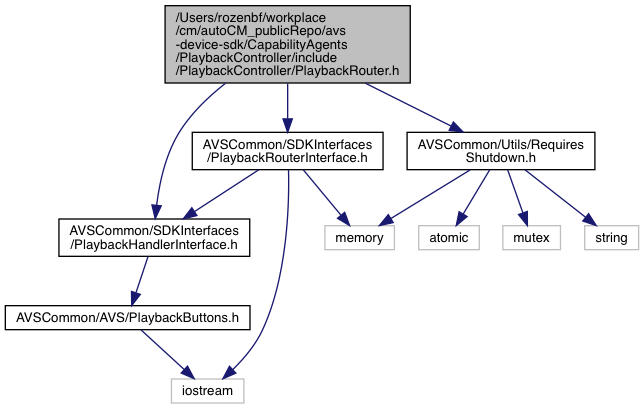 /Users/rozenbf/workplace
/cm/autoCM_publicRepo/avs
-device-sdk/CapabilityAgents
/PlaybackController/include
/PlaybackController/PlaybackRouter.h
AVSCommon/SDKInterfaces
/PlaybackRouterInterface.h
AVSCommon/Utils/Requires
Shutdown.h
AVSCommon/SDKInterfaces
/PlaybackHandlerInterface.h
memory
atomic
mutex
string
AVSCommon/AVS/PlaybackButtons.h
iostream